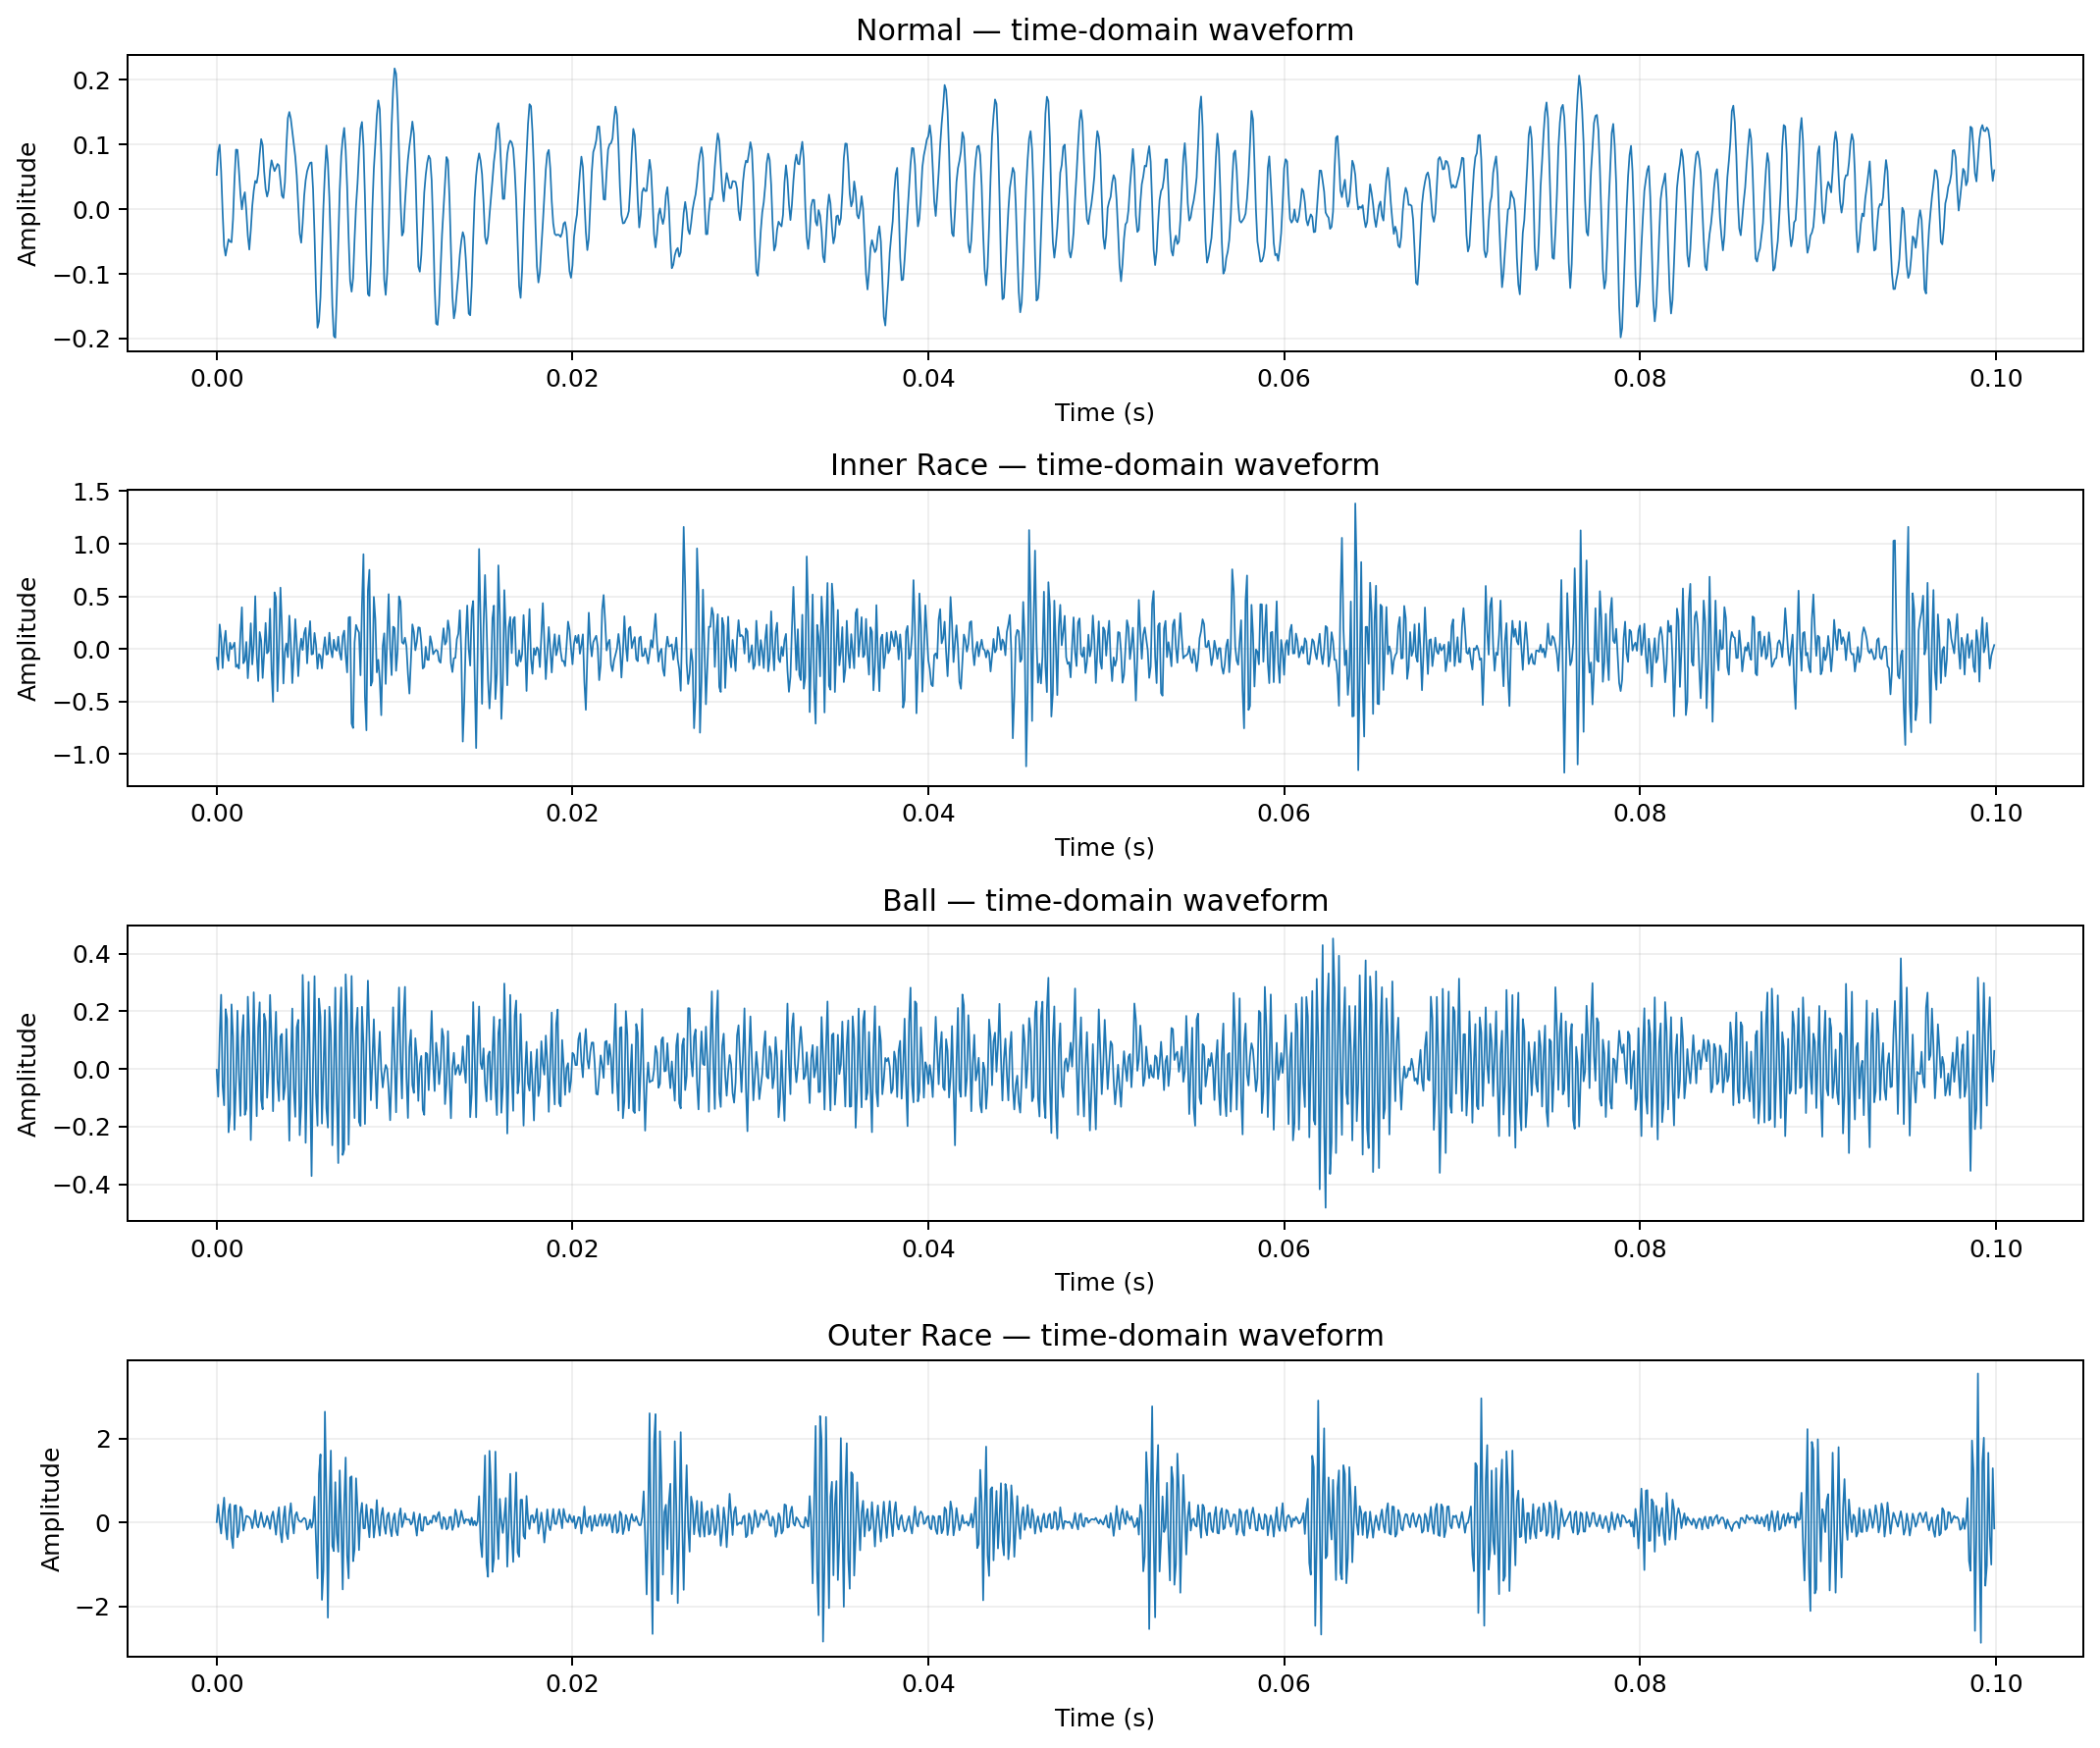 Normal — time-domain waveform
0.2
0.1
0.0
−0.1
−0.2
Amplitude
0.00 0.02 0.04 0.06 0.08 0.10
Time (s)
Inner Race — time-domain waveform
1.5
1.0
0.5
0.0
−0.5
−1.0
Amplitude
0.00 0.02 0.04 0.06 0.08 0.10
Time (s)
Ball — time-domain waveform
0.4
0.2
0.0
−0.2
−0.4
Amplitude
0.00 0.02 0.04 0.06 0.08 0.10
Time (s)
Outer Race — time-domain waveform
2
0
−2
Amplitude
0.00 0.02 0.04 0.06 0.08 0.10
Time (s)